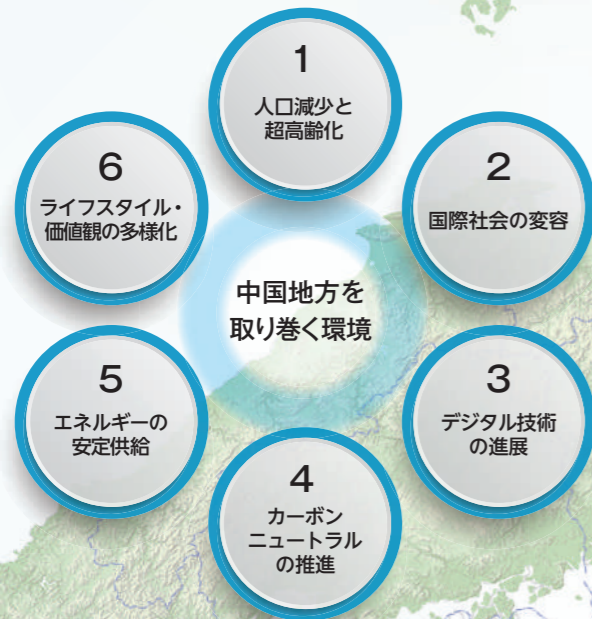 1
人口減少と
超高齢化
2
国際社会の変容
3
デジタル技術
の進展
4
カーボン
ニュートラル
の推進
5
エネルギーの
安定供給
6
ライフスタイル・
価値観の多様化
中国地方を
取り巻く環境